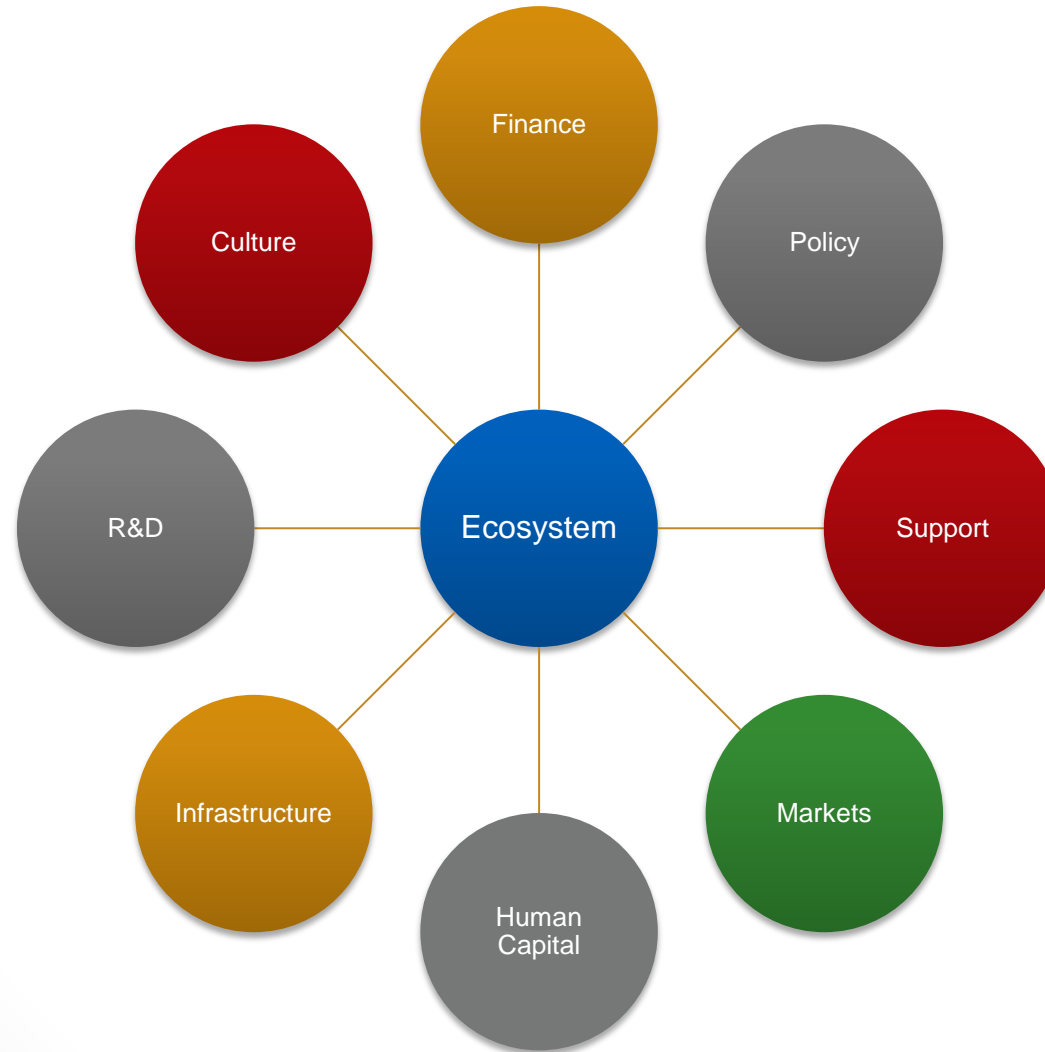 Finance
Culture
Policy
R&D
Ecosystem
Support
Infrastructure
Markets
Human
Capital